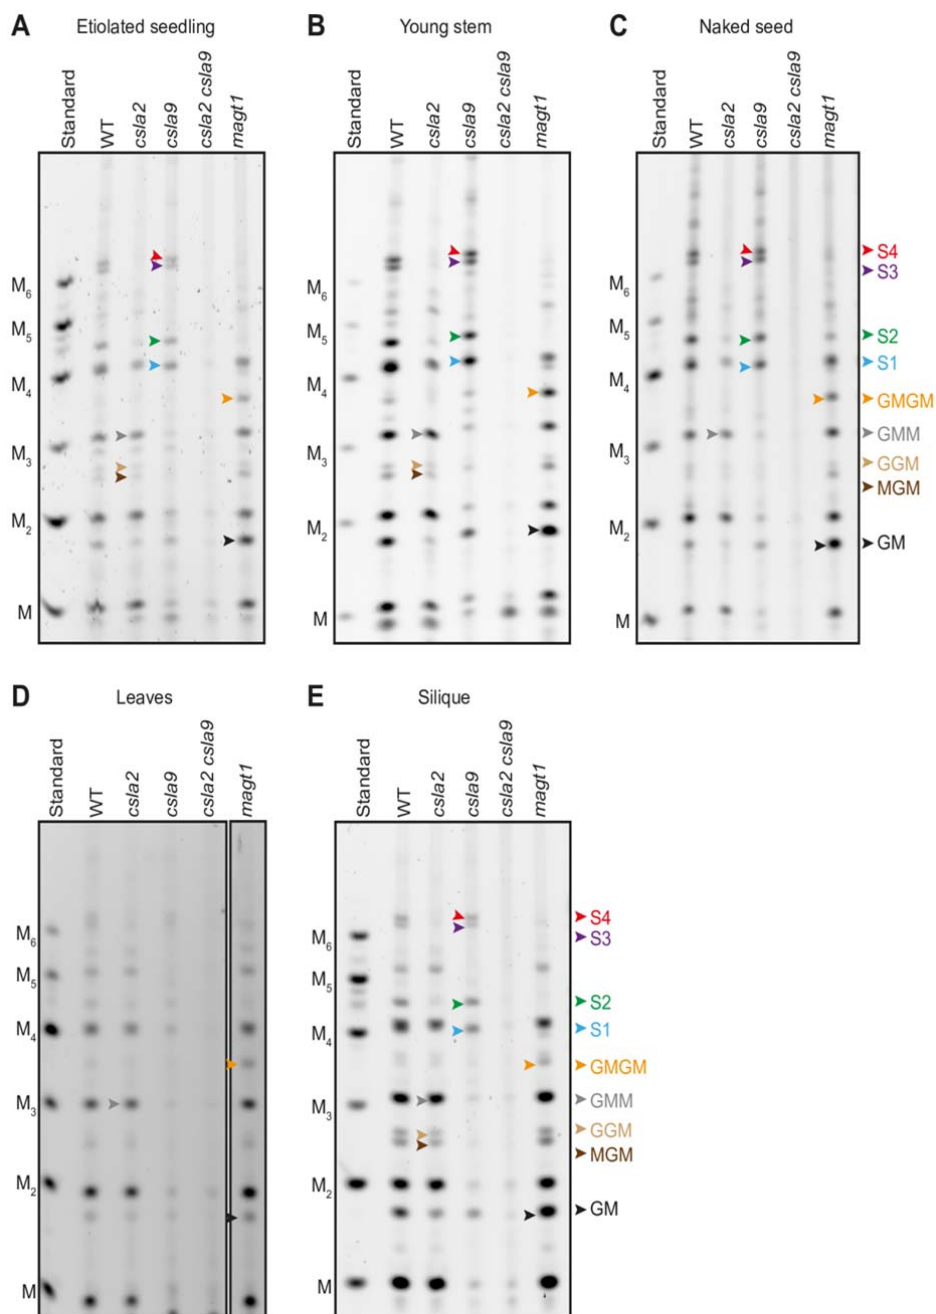 A Etiolated seedling
Standard
WT
csla2
csla9
csla2 csla9
magt1
M6
M5
M4
M3
M2
M
B Young stem
Standard
WT
csla2
csla9
csla2 csla9
magt1
M6
M5
M4
M3
M2
M
C Naked seed
Standard
WT
csla2
csla9
csla2 csla9
magt1
M6
M5
M4
M3
M2
M
S4
S3
S2
S1
GMGM
GMM
GGM
MGM
GM
D Leaves
Standard
WT
csla2
csla9
csla2 csla9
magt1
M6
M5
M4
M3
M2
M
E Silique
Standard
WT
csla2
csla9
csla2 csla9
magt1
M6
M5
M4
M3
M2
M
S4
S3
S2
S1
GMGM
GMM
GGM
MGM
GM